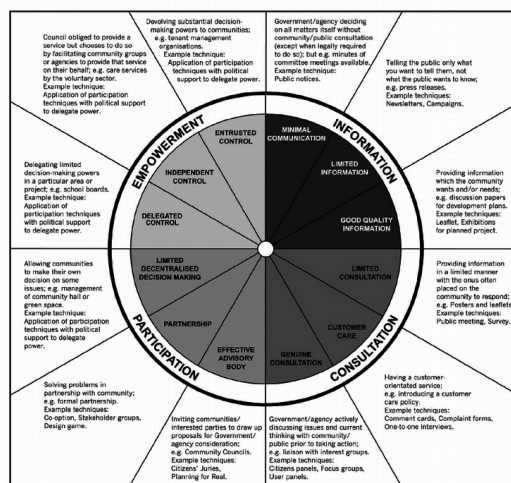 Council obliged to provide a
service but chooses to do so
by facilitating community groups
or agencies to provide that service
on their behalf; e.g. care services
by the voluntary sector.
Example technique:
Application of participation
techniques with political support
to delegate power.
Devolving substantial decision-
making powers to communities;
e.g. tenant management
organisations.
Example technique:
Application of participation
techniques with political
support to delegate power.
Government/agency deciding
on all matters itself without
community/public consultation
(except when legally required
to do so); but e.g. minutes of
committee meetings available.
Example technique:
Public notices.
Telling the public only what
you want to tell them, not
what the public wants to know;
e.g. press releases.
Example techniques:
Newsletters, Campaigns.
EMPOWERMENT
INFORMATION
ENTRUSTED
CONTROL
MINIMAL
COMMUNICATION
INDEPENDENT
CONTROL
LIMITED
INFORMATION
DELEGATED
CONTROL
GOOD QUALITY
INFORMATION
Delegating limited
decision-making powers
in a particular area or
project; e.g. school boards.
Example technique:
Application of
participation techniques
with political support
to delegate power.
Providing information
which the community
wants and/or needs; e.g.
discussion papers for
development plans.
Example techniques:
Leaflet, Exhibitions
for planned project.
LIMITED
DECENTRALISED
DECISION MAKING
LIMITED
CONSULTATION
PARTNERSHIP
CUSTOMER
CARE
EFFECTIVE
ADVISORY
BODY
GENUINE
CONSULTATION
PARTICIPATION
CONSULTATION
Allowing communities
to make their own
decision on some
issues; e.g. management
of community hall or
green space.
Example technique:
Application of participation
techniques with political
support to delegate
power.
Providing information
in a limited manner
with the onus often
placed on the
community to respond;
e.g. Posters and leaflets.
Example techniques:
Public meeting, Survey.
Solving problems in
partnership with community;
e.g. formal partnership.
Example techniques:
Co-option, Stakeholder groups,
Design game.
Inviting communities/
interested parties to draw up
proposals for Government/
agency consideration;
e.g. Community Councils.
Example techniques:
Citizens' Juries,
Planning for Real.
Government/agency actively
discussing issues and current
thinking with community/
public prior to taking action;
e.g. liaison with interest groups.
Example techniques:
Citizens panels, Focus groups,
User panels.
Having a customer-
orientated service;
e.g. introducing a customer
care policy.
Example techniques:
Comment cards, Complaint forms,
One-to-one interviews.